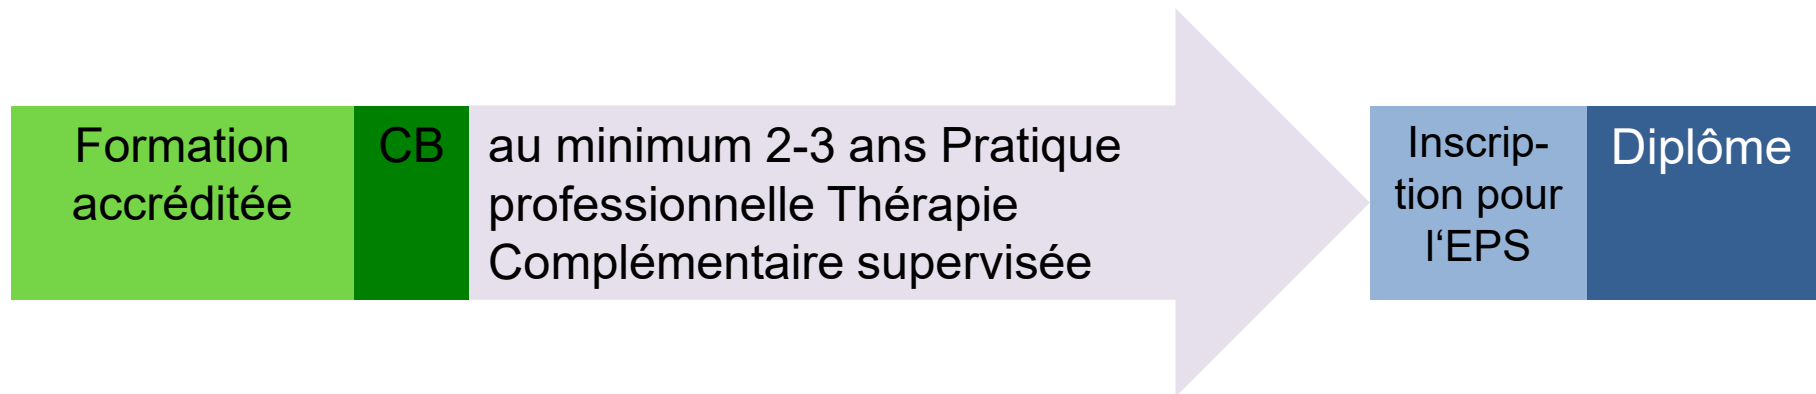 Formation
accréditée
CB
au minimum 2-3 ans Pratique
professionnelle Thérapie
Complémentaire supervisée
Inscrip-
tion pour
l‘EPS
Diplôme